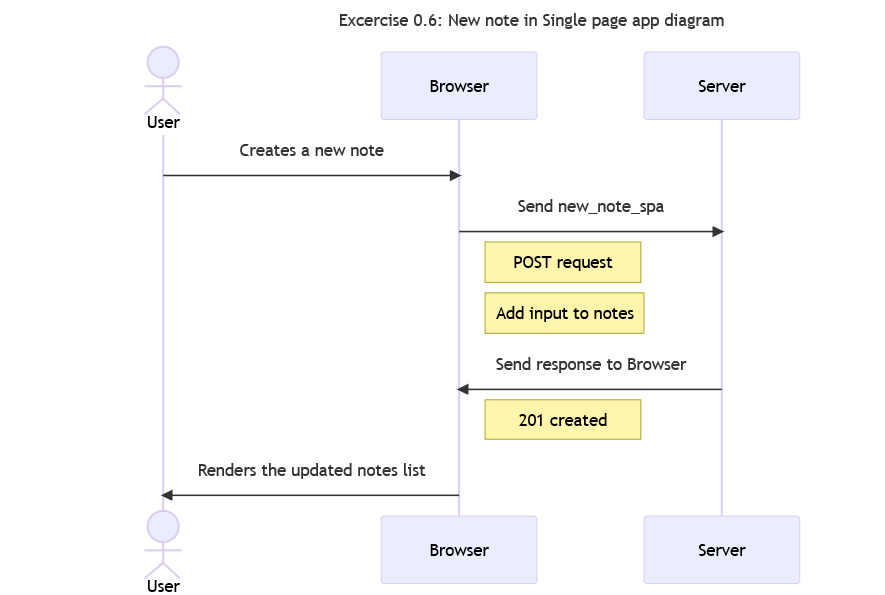 Excercise 0.6: New note in Single page app diagram
User
Browser
Server
Creates a new note
Send new_note_spa
POST request
Add input to notes
Send response to Browser
201 created
Renders the updated notes list
User
Browser
Server